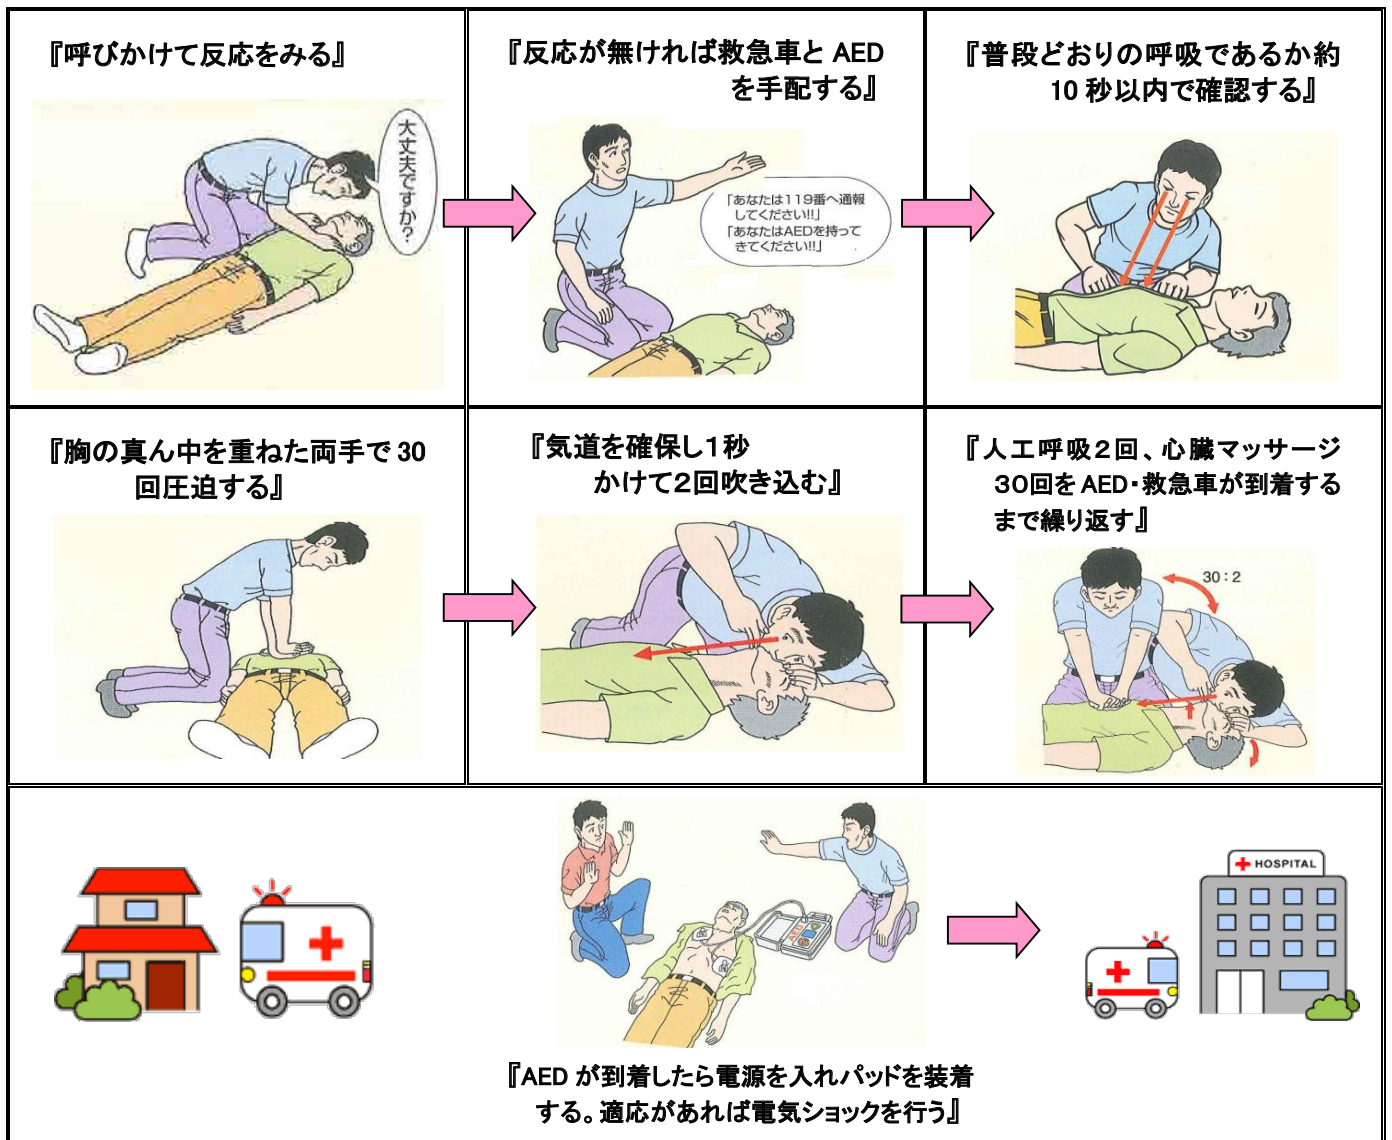 『呼びかけて反応をみる』
大丈夫ですか？
『反応が無ければ救急車と AED
を手配する』
「あなたは119番へ通報
してください!!」
「あなたはAEDを持って
きてください!!」
『普段どおりの呼吸であるか約
10 秒以内で確認する』
『胸の真ん中を重ねた両手で 30
回圧迫する』
『気道を確保し１秒
かけて２回吹き込む』
『人工呼吸２回、心臓マッサージ
３０回を AED・救急車が到着する
まで繰り返す』
30：2
HOSPITAL
『AED が到着したら電源を入れパッドを装着
する。適応があれば電気ショックを行う』